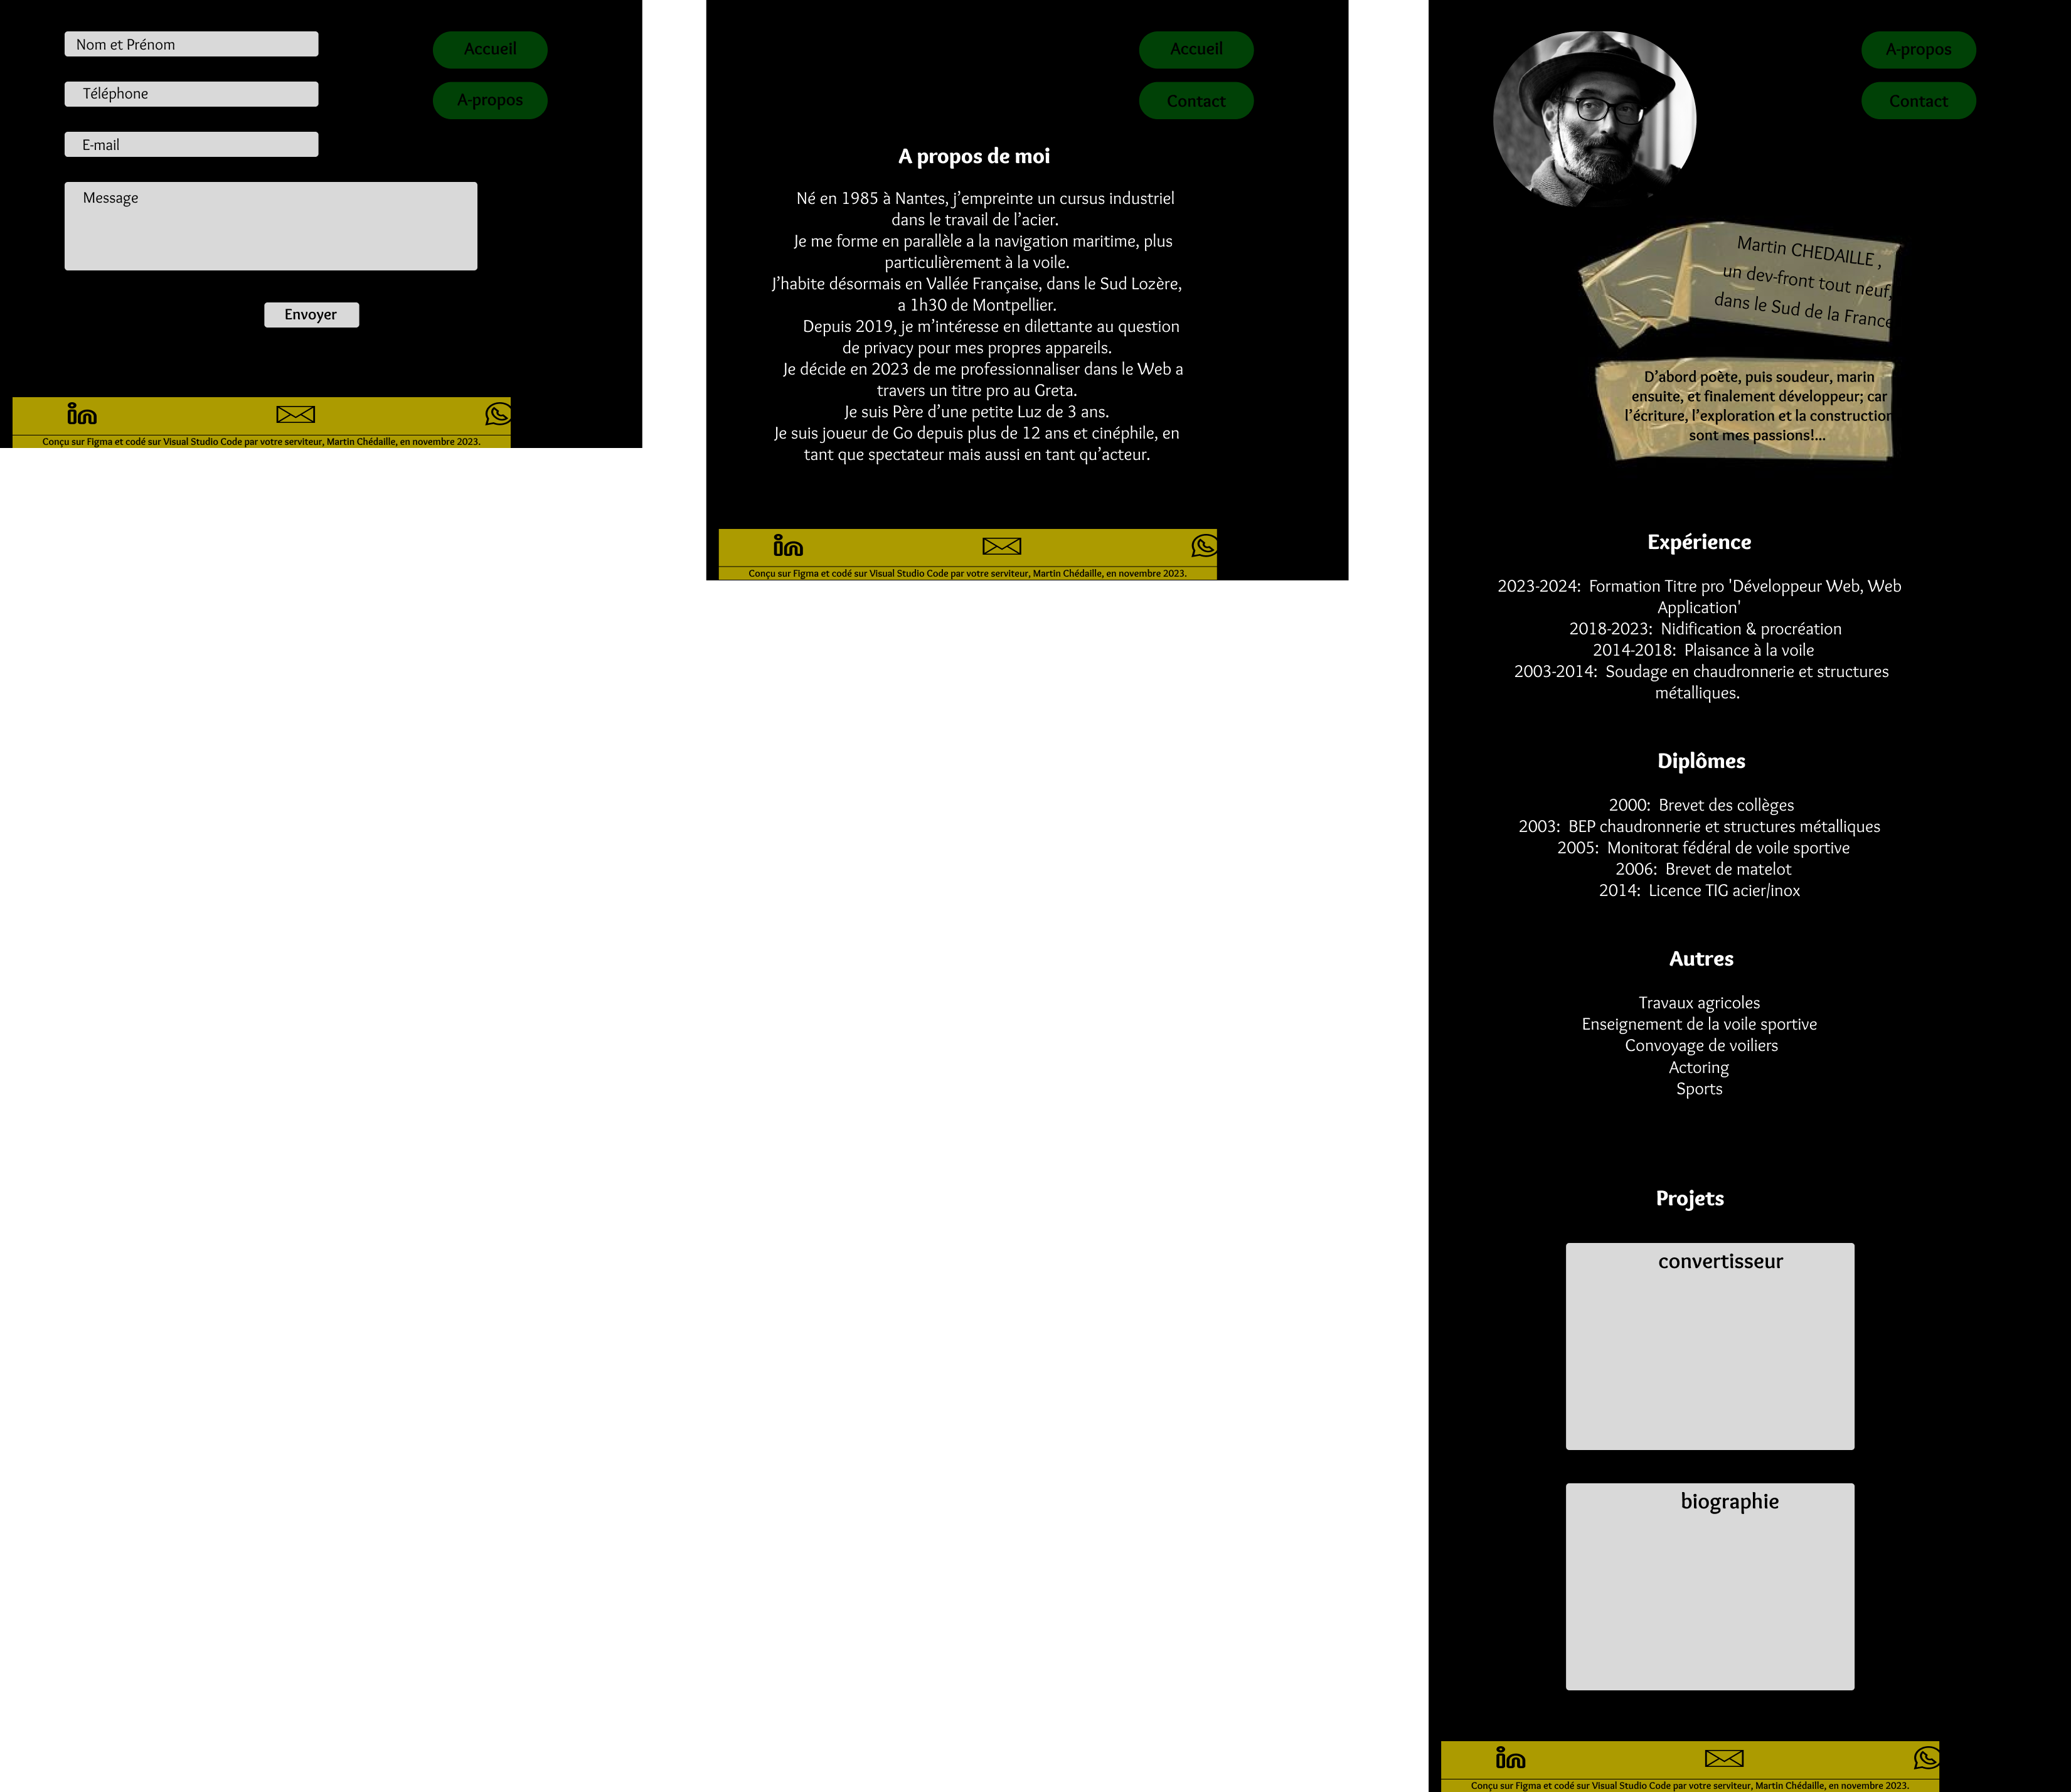 Nom et Prénom
Téléphone
E-mail
Message
Envoyer
Accueil
A-propos
in
Conçu sur Figma et codé sur Visual Studio Code par votre serviteur, Martin Chédaille, en novembre 2023.
Accueil
Contact
A propos de moi
Né en 1985 à Nantes, j’empreinte un cursus industriel
dans le travail de l’acier.
Je me forme en parallèle a la navigation maritime, plus
particulièrement à la voile.
J’habite désormais en Vallée Française, dans le Sud Lozère,
a 1h30 de Montpellier.
Depuis 2019, je m’intéresse en dilettante au question
de privacy pour mes propres appareils.
Je décide en 2023 de me professionnaliser dans le Web a
travers un titre pro au Greta.
Je suis Père d’une petite Luz de 3 ans.
Je suis joueur de Go depuis plus de 12 ans et cinéphile, en
tant que spectateur mais aussi en tant qu’acteur.
in
Conçu sur Figma et codé sur Visual Studio Code par votre serviteur, Martin Chédaille, en novembre 2023.
A-propos
Contact
Martin CHEDAILLE ,
un dev-front tout neuf,
dans le Sud de la France
D’abord poète, puis soudeur, marin
ensuite, et finalement développeur; car
l’écriture, l’exploration et la construction
sont mes passions!...
Expérience
2023-2024:  Formation Titre pro 'Développeur Web, Web
Application'
2018-2023:  Nidification & procréation
2014-2018:  Plaisance à la voile
2003-2014:  Soudage en chaudronnerie et structures
métalliques.
Diplômes
2000:  Brevet des collèges
2003:  BEP chaudronnerie et structures métalliques
2005:  Monitorat fédéral de voile sportive
2006:  Brevet de matelot
2014:  Licence TIG acier/inox
Autres
Travaux agricoles
Enseignement de la voile sportive
Convoyage de voiliers
Actoring
Sports
Projets
convertisseur
biographie
in
Conçu sur Figma et codé sur Visual Studio Code par votre serviteur, Martin Chédaille, en novembre 2023.